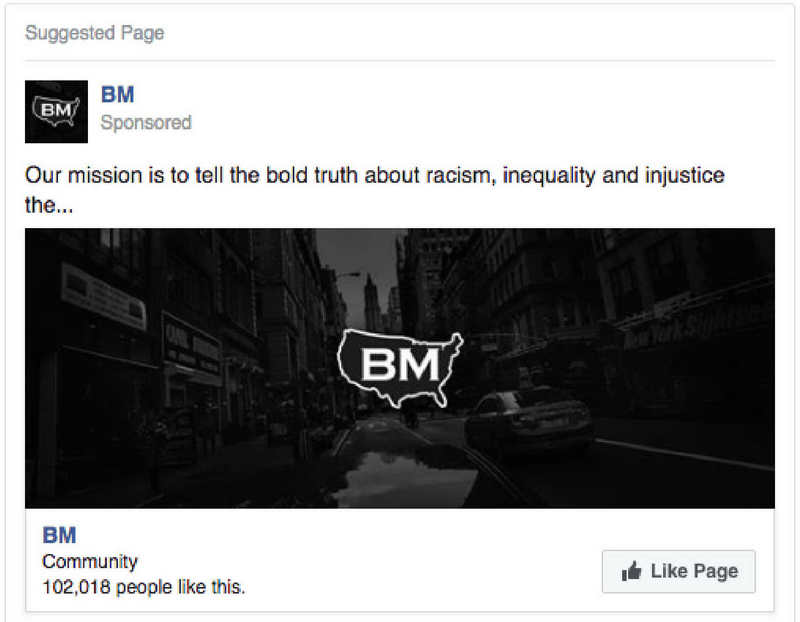 Suggested Page
BM
BM
Sponsored
Our mission is to tell the bold truth about racism, inequality and injustice
the...
New York Sightsee
BM
BM
Community
102,018 people like this.
Like Page